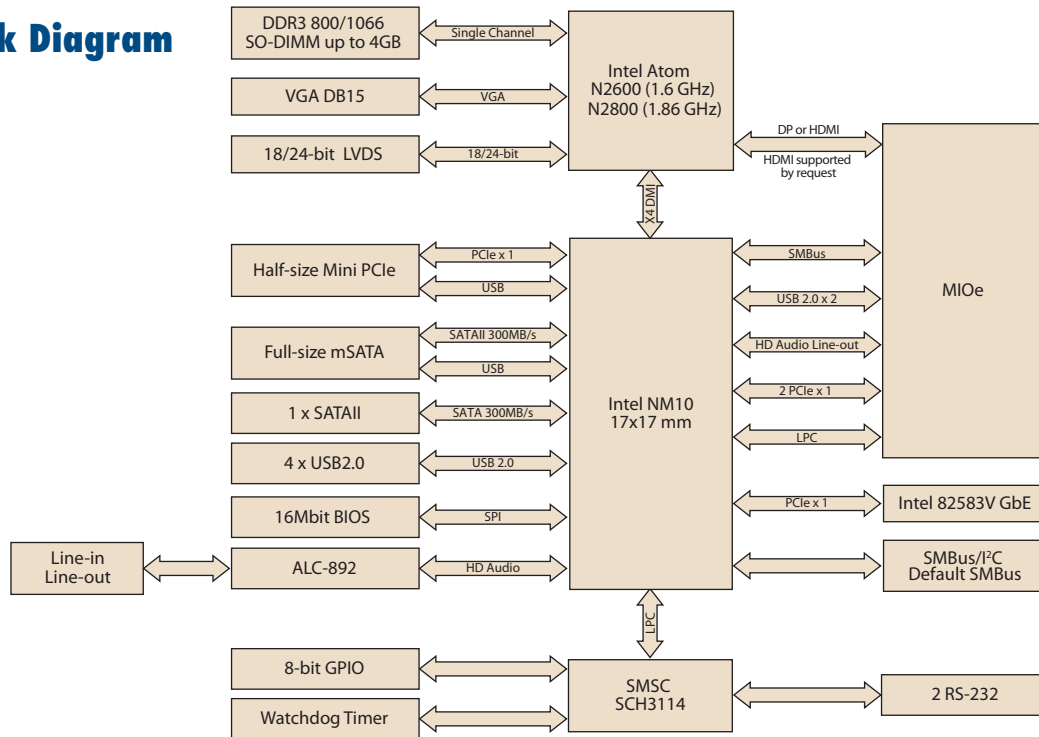 k Diagram
DDR3 800/1066
SO-DIMM up to 4GB
Single Channel
VGA DB15
VGA
18/24-bit LVDS
18/24-bit
Intel Atom
N2600 (1.6 GHz)
N2800 (1.86 GHz)
DP or HDMI
HDMI supported
by request
X4 DMI
Half-size Mini PCIe
PCIe x 1
USB
Full-size mSATA
SATAII 300MB/s
USB
1 x SATAII
SATA 300MB/s
4 x USB2.0
USB 2.0
16Mbit BIOS
SPI
Line-in
Line-out
ALC-892
HD Audio
Intel NM10
17x17 mm
SMBus
USB 2.0 x 2
HD Audio Line-out
2 PCIe x 1
LPC
MIOe
PCIe x 1
Intel 82583V GbE
SMBus/I²C
Default SMBus
LPC
8-bit GPIO
Watchdog Timer
SMSC
SCH3114
2 RS-232